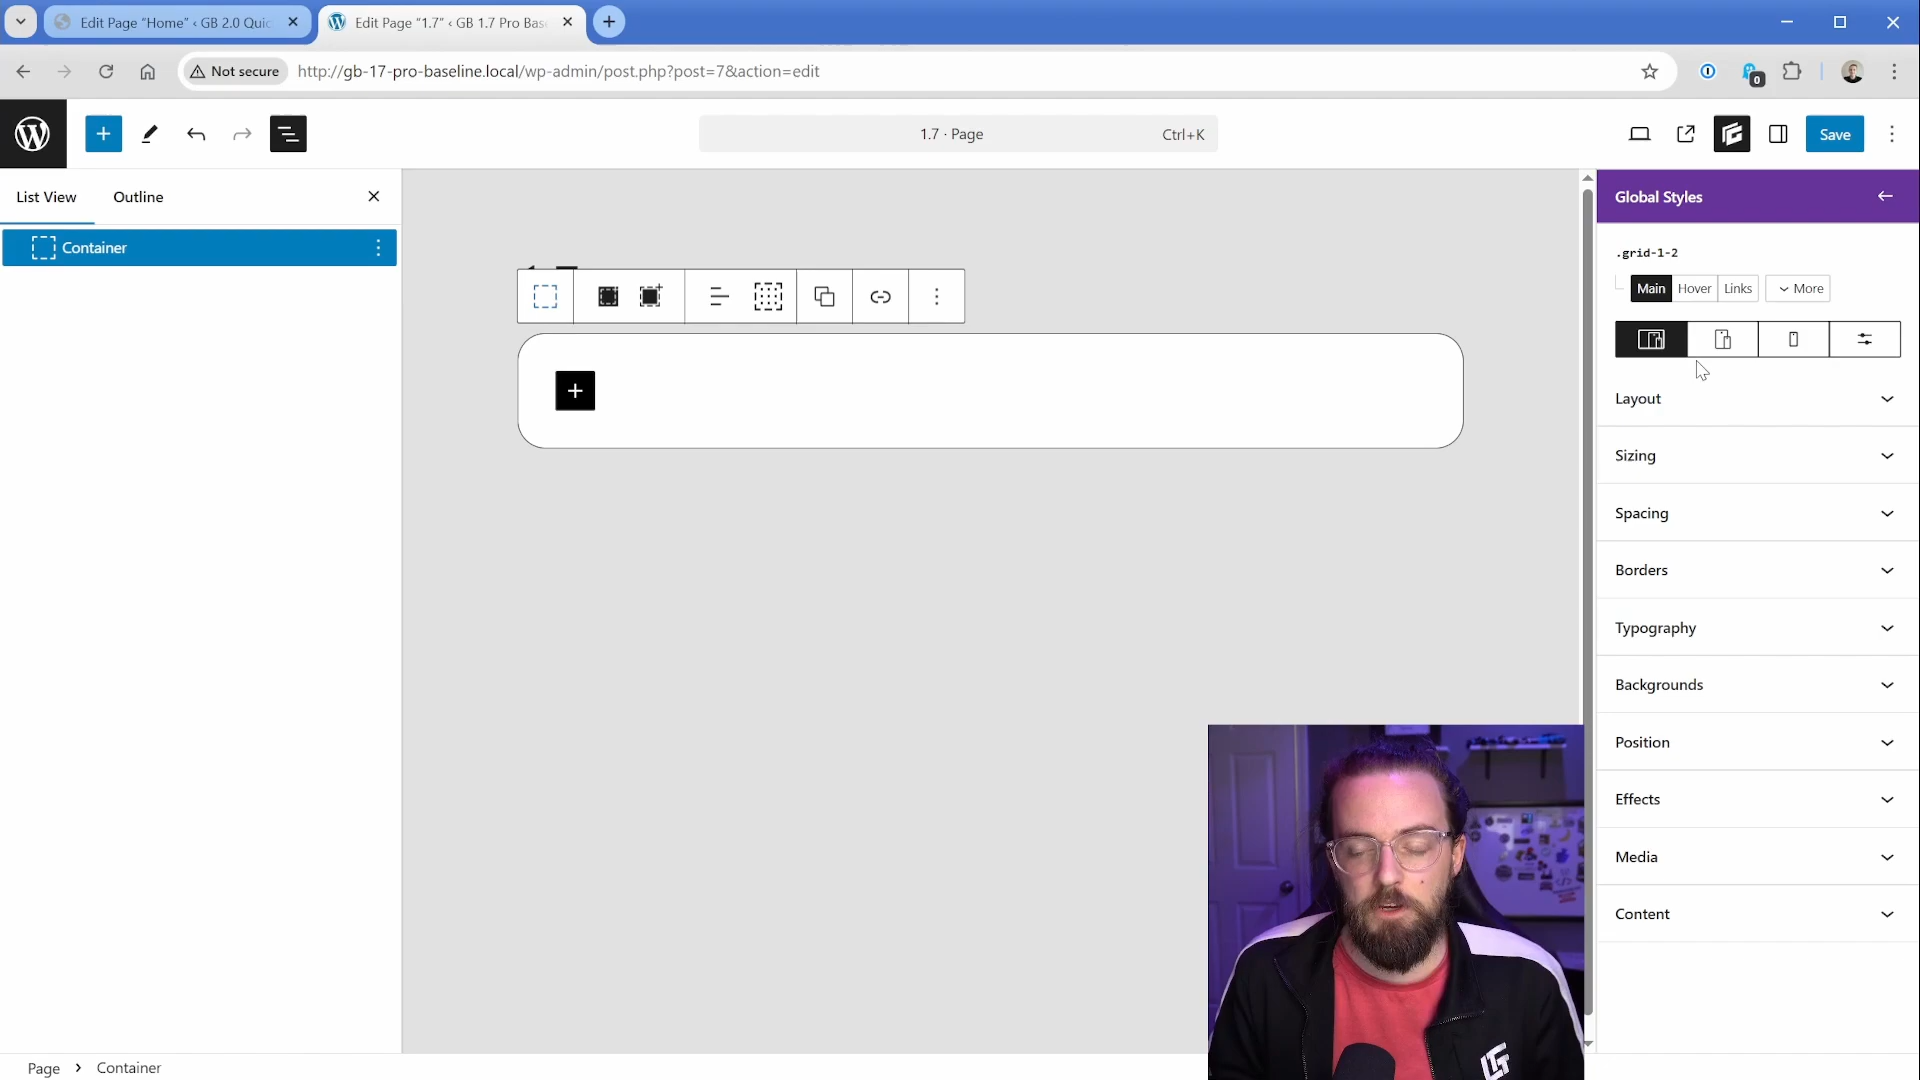 Edit Page “Home” ‹ GB 2.0 Quic
Edit Page “1.7” ‹ GB 1.7 Pro Bas
Not secure
http://gb-17-pro-baseline.local/wp-admin/post.php?post=7&action=edit
0
1.7 · Page
Ctrl+K
Save
List View
Outline
Container
Global Styles
.grid-1-2
Main
Hover
Links
More
Layout
Sizing
Spacing
Borders
Typography
Backgrounds
Position
Effects
Media
Content
Page
Container